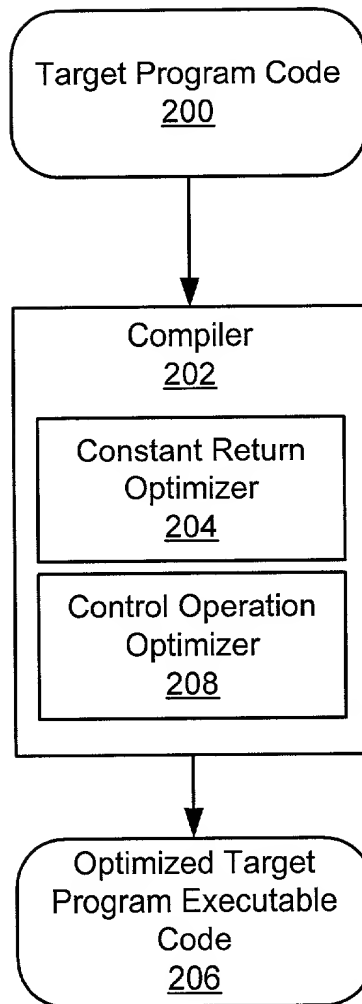 Target Program Code
200
Compiler
202
Constant Return
Optimizer
204
Control Operation
Optimizer
208
Optimized Target
Program Executable
Code
206